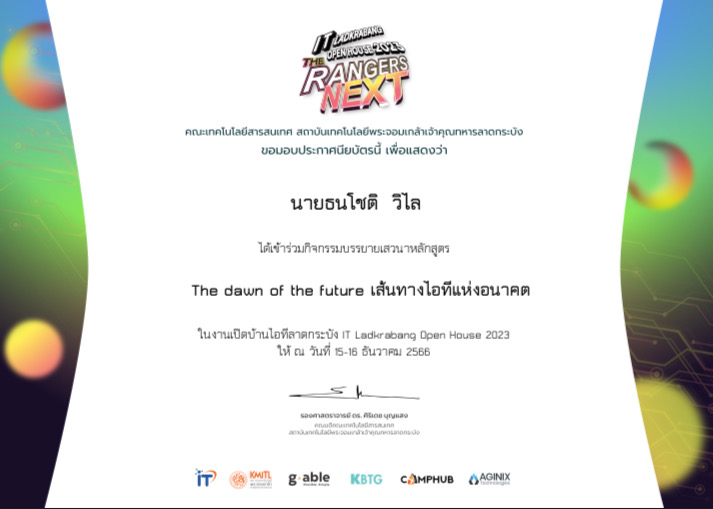 IT LADKRABANG
OPEN HOUSE 2023
THE
RANGERS
NEXT
คณะเทคโนโลยีสารสนเทศ สถาบันเทคโนโลยีพระจอมเกล้าเจ้าคุณทหารลาดกระบัง
ขอมอบประกาศนียบัตรนี้ เพื่อแสดงว่า
นายธนโชติ วิไล
ได้เข้าร่วมกิจกรรมบรรยายเสวนาหลักสูตร
The dawn of the future เส้นทางไอทีแห่งอนาคต
ในงานเปิดบ้านไอทีลาดกระบัง IT Ladkrabang Open House 2023
ให้ ณ วันที่ 15-16 ธันวาคม 2566
รองศาสตราจารย์ ดร. ศิริเดช บุญแสง
คณบดีคณะเทคโนโลยีสารสนเทศ
สถาบันเทคโนโลยีพระจอมเกล้าเจ้าคุณทหารลาดกระบัง
IT KMITL g·able KBTG CAMPHUB AGINIX
Technologies